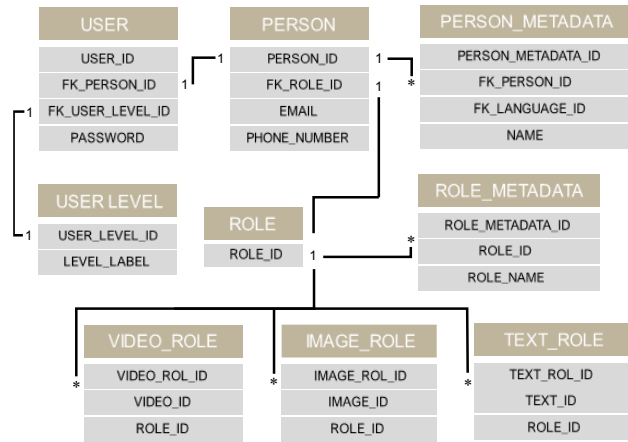 USER
USER_ID
FK_PERSON_ID
FK_USER_LEVEL_ID
PASSWORD
1
1
PERSON
PERSON_ID
FK_ROLE_ID
EMAIL
PHONE_NUMBER
1
1
1
PERSON_METADATA
PERSON_METADATA_ID
FK_PERSON_ID
FK_LANGUAGE_ID
NAME
*
USER LEVEL
USER_LEVEL_ID
LEVEL_LABEL
1
ROLE
ROLE_ID
1
ROLE_METADATA
ROLE_METADATA_ID
ROLE_ID
ROLE_NAME
*
VIDEO_ROLE
VIDEO_ROL_ID
VIDEO_ID
ROLE_ID
*
IMAGE_ROLE
IMAGE_ROL_ID
IMAGE_ID
ROLE_ID
*
TEXT_ROLE
TEXT_ROL_ID
TEXT_ID
ROLE_ID
*